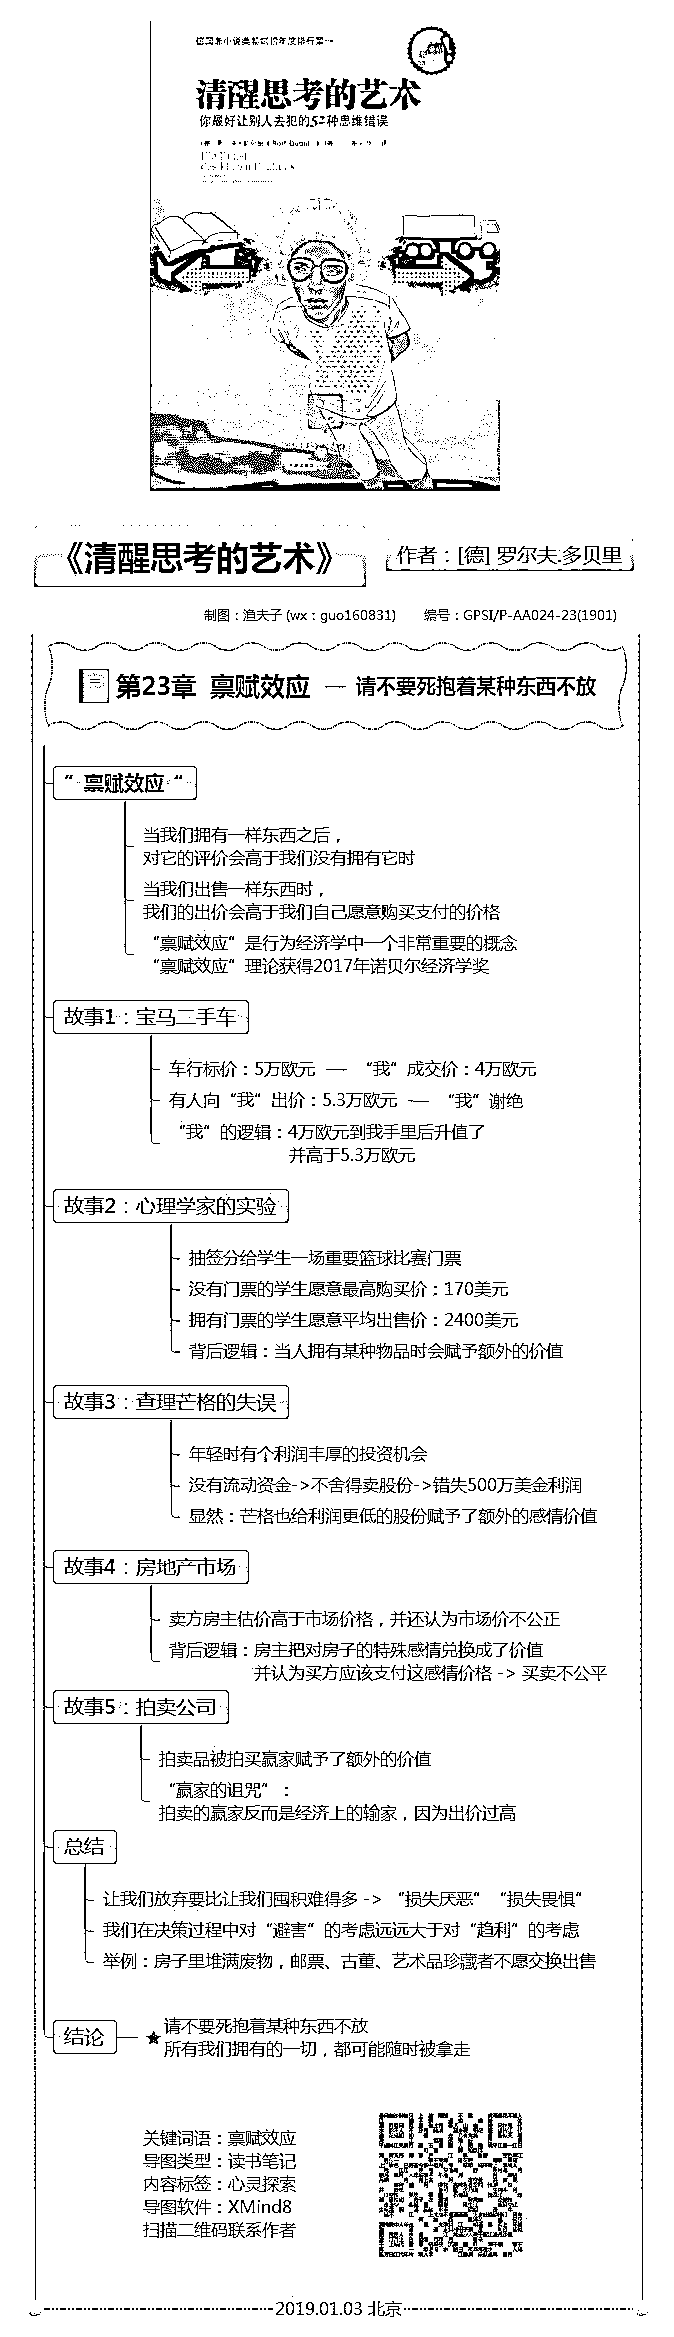 清醒思考的艺术
你最好让别人去犯的52种思维错误
《清醒思考的艺术》
作者：[德] 罗尔夫.多贝里
制图：渔夫子 (wx：guo160831) 编号：GPSI/P-AA024-23(1901)
第23章 禀赋效应 — 请不要死抱着某种东西不放
“ 禀赋效应 “
当我们拥有一样东西之后，
对它的评价会高于我们没有拥有它时
当我们出售一样东西时，
我们的出价会高于我们自己愿意购买支付的价格
“禀赋效应”是行为经济学中一个非常重要的概念
“禀赋效应”理论获得2017年诺贝尔经济学奖
故事1：宝马二手车
车行标价：5万欧元 — “我”成交价：4万欧元
有人向“我”出价：5.3万欧元 — “我”谢绝
“我”的逻辑：4万欧元到我手里后升值了
并高于5.3万欧元
故事2：心理学家的实验
抽签分给学生一场重要篮球比赛门票
没有门票的学生愿意最高购买价：170美元
拥有门票的学生愿意平均出售价：2400美元
背后逻辑：当人拥有某种物品时会赋予额外的价值
故事3：查理芒格的失误
年轻时有个利润丰厚的投资机会
没有流动资金->不舍得卖股份->错失500万美金利润
显然：芒格也给利润更低的股份赋予了额外的感情价值
故事4：房地产市场
卖方房主估价高于市场价格，并还认为市场价不公正
背后逻辑：房主把对房子的特殊感情兑换成了价值
并认为买方应该支付这感情价格 -> 买卖不公平
故事5：拍卖公司
拍卖品被拍买赢家赋予了额外的价值
“赢家的诅咒”：
拍卖的赢家反而是经济上的输家，因为出价过高
总结
让我们放弃要比让我们囤积难得多 -> “损失厌恶” “损失畏惧”
我们在决策过程中对“避害”的考虑远远大于对“趋利”的考虑
举例：房子里堆满废物，邮票、古董、艺术品珍藏者不愿交换出售
结论
★请不要死抱着某种东西不放
所有我们拥有的一切，都可能随时被拿走
关键词语：禀赋效应
导图类型：读书笔记
内容标签：心灵探索
导图软件：XMind8
扫描二维码联系作者
2019.01.03 北京